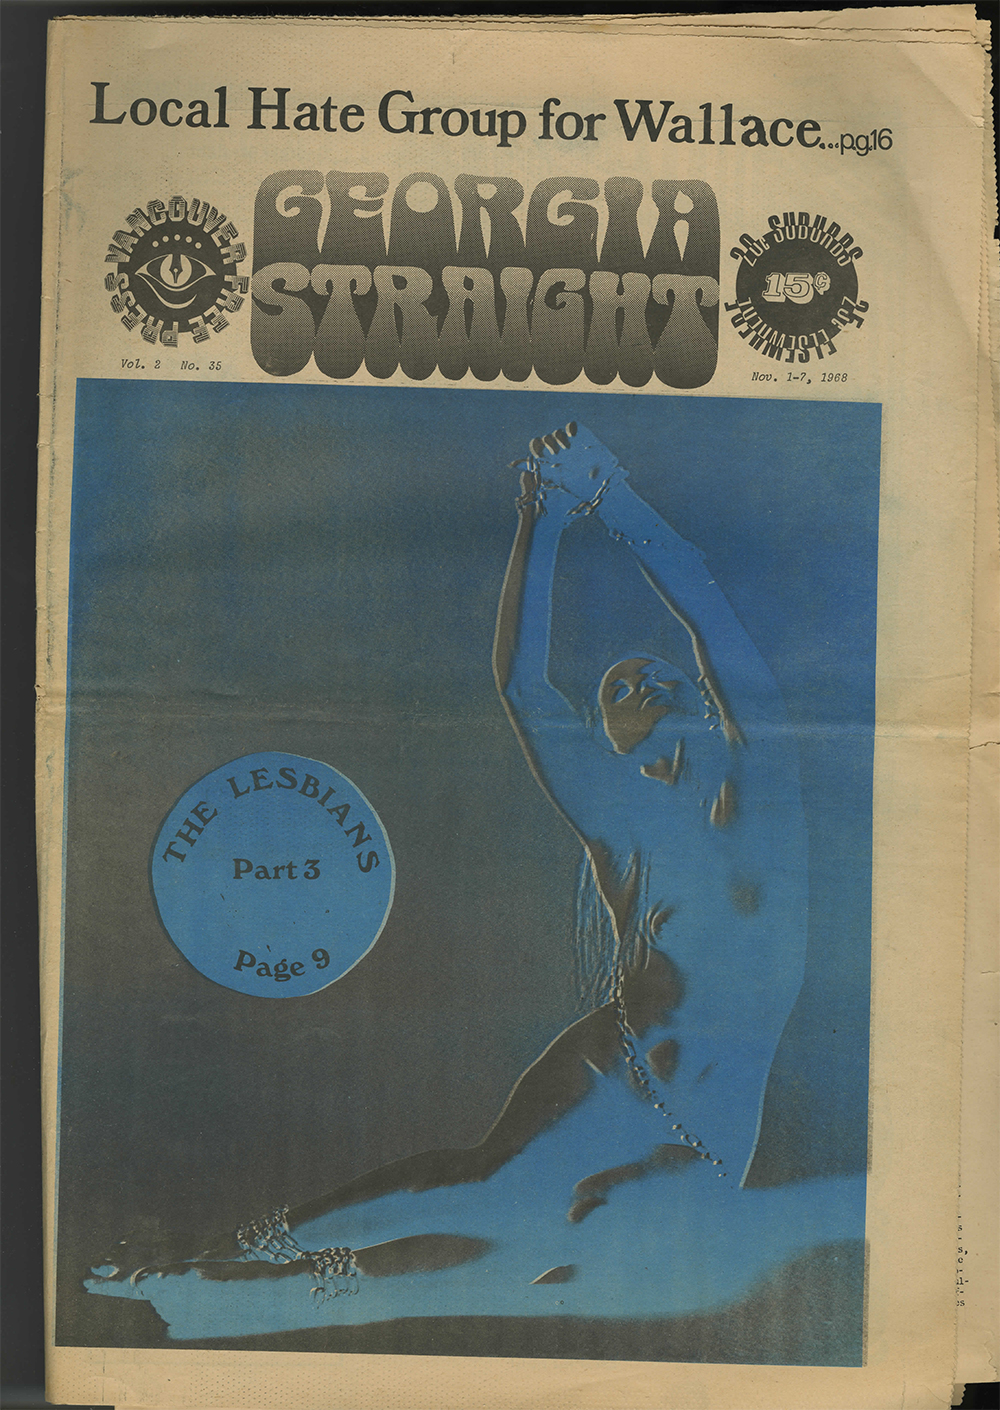 Local Hate Group for Wallace...pg.16
VANCOUVER FREE PRESS
GEORGIA
STRAIGHT
20¢ SUBURBS
15¢
25¢ ELSEWHERE
Vol. 2 No. 35
Nov. 1-7, 1968
THE LESBIANS
Part 3
Page 9